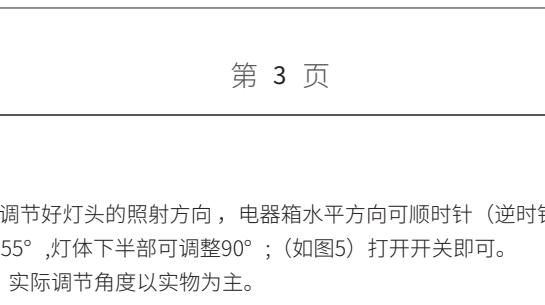 第 3 页
调节好灯头的照射方向，电器箱水平方向可顺时针（逆时针
55° ,灯体下半部可调整90° ;（如图5）打开开关即可。
实际调节角度以实物为主。